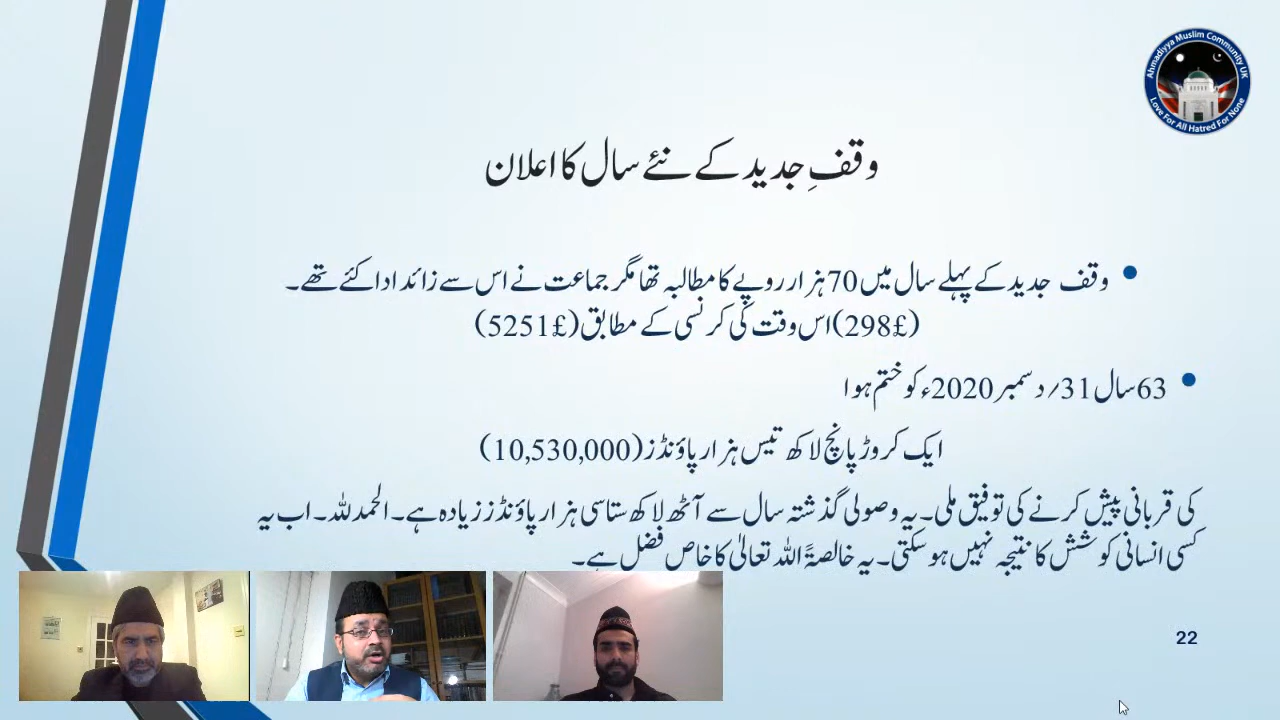 Ahmadiyya Muslim Community UK
Love For All Hatred For None
وقفِ جدید کے نئے سال کا اعلان
• وقف جدید کے پہلے سال میں 70 ہزار روپے کا مطالبہ تھا مگر جماعت نے اس سے زائد ادا کئے تھے۔
(£298) اس وقت کی کرنسی کے مطابق (£5251)
• 63 سال 31؍ دسمبر 2020ء کو ختم ہوا
ایک کروڑ پانچ لاکھ تیس ہزار پاؤنڈز (10,530,000)
کی قربانی پیش کرنے کی توفیق ملی۔ یہ وصولی گذشتہ سال سے آٹھ لاکھ ستاسی ہزار پاؤنڈز زیادہ ہے۔ الحمدللہ۔ اب یہ
کسی انسانی کوشش کا نتیجہ نہیں ہو سکتی۔ یہ خالصۃً اللہ تعالیٰ کا خاص فضل ہے۔
22